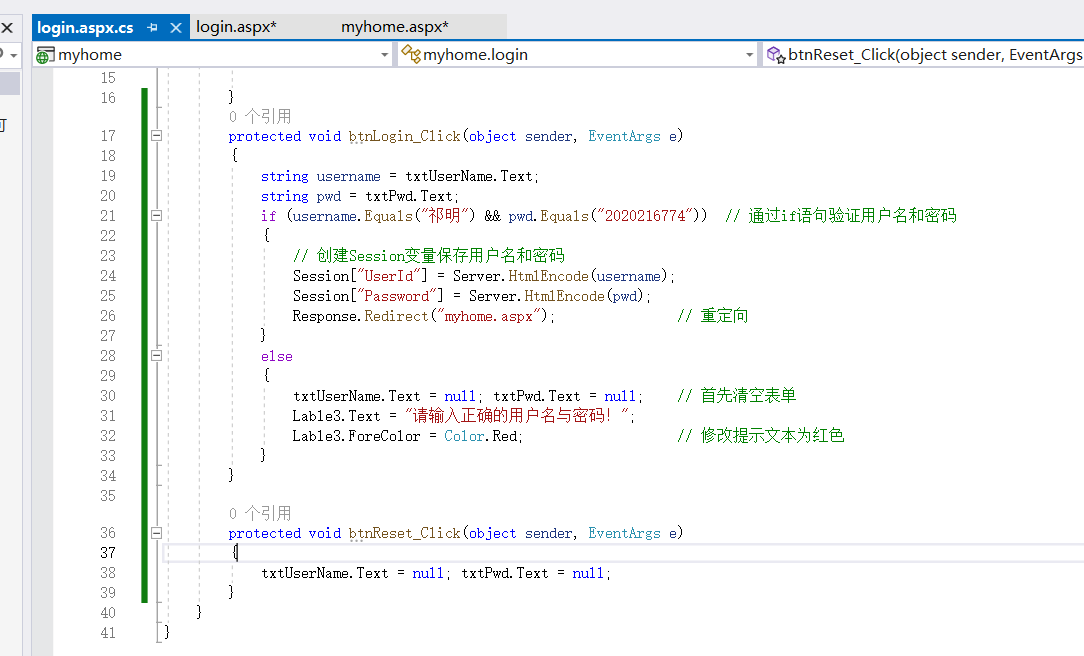 login.aspx.cs login.aspx* myhome.aspx*
myhome myhome.login btnReset_Click(object sender, EventArgs
15
16 }
0 个引用
17 protected void btnLogin_Click(object sender, EventArgs e)
18 {
19 string username = txtUserName.Text;
20 string pwd = txtPwd.Text;
21 if (username.Equals("祁明") && pwd.Equals("2020216774")) // 通过if语句验证用户名和密码
22 {
23 // 创建Session变量保存用户名和密码
24 Session["UserId"] = Server.HtmlEncode(username);
25 Session["Password"] = Server.HtmlEncode(pwd);
26 Response.Redirect("myhome.aspx"); // 重定向
27 }
28 else
29 {
30 txtUserName.Text = null; txtPwd.Text = null; // 首先清空表单
31 Lable3.Text = "请输入正确的用户名与密码！";
32 Lable3.ForeColor = Color.Red; // 修改提示文本为红色
33 }
34 }
35
0 个引用
36 protected void btnReset_Click(object sender, EventArgs e)
37 {
38 txtUserName.Text = null; txtPwd.Text = null;
39 }
40 }
41 }